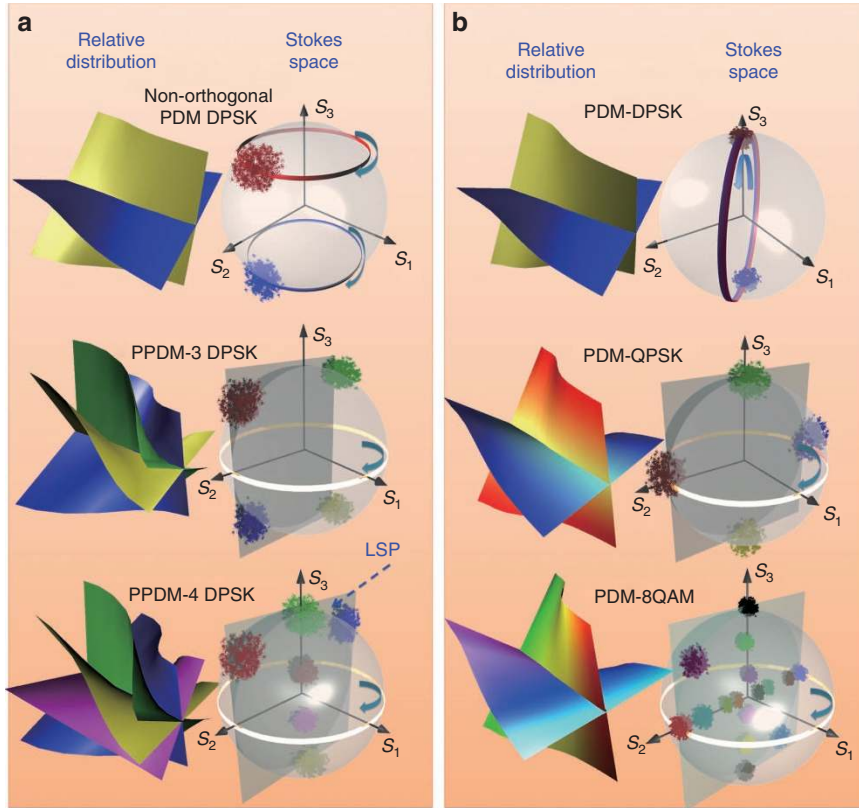 a
Relative
distribution
Stokes
space
Non-orthogonal
PDM DPSK
S3
S2
S1
PPDM-3 DPSK
S3
S2
S1
LSP
PPDM-4 DPSK
S3
S2
S1
b
Relative
distribution
Stokes
space
PDM-DPSK
S3
S2
S1
PDM-QPSK
S3
S2
S1
PDM-8QAM
S3
S2
S1